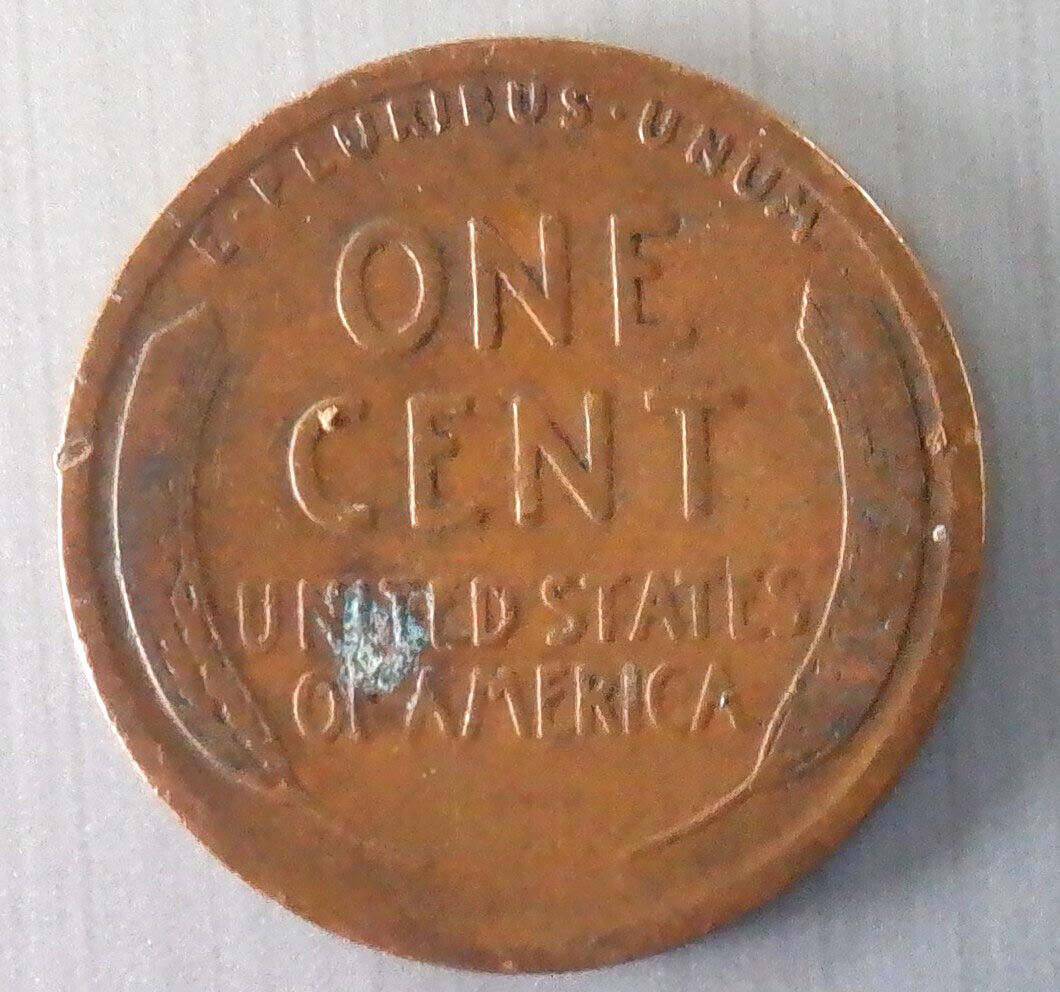 E·PLURIBUS·UNUM
ONE
CENT
UNITED STATES
OF AMERICA